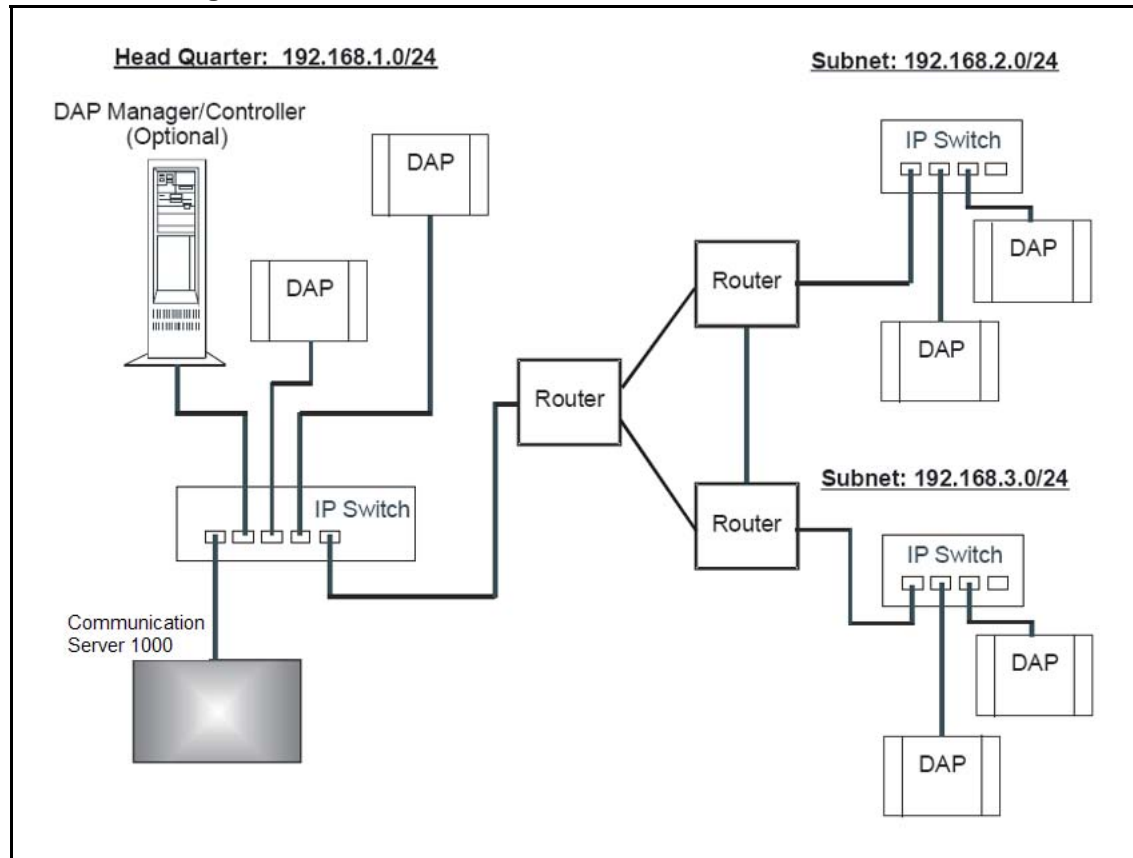 Head Quarter: 192.168.1.0/24
DAP Manager/Controller
(Optional)
DAP
DAP
IP Switch
Communication
Server 1000
Router
Router
Router
Subnet: 192.168.2.0/24
IP Switch
DAP
DAP
Subnet: 192.168.3.0/24
IP Switch
DAP
DAP